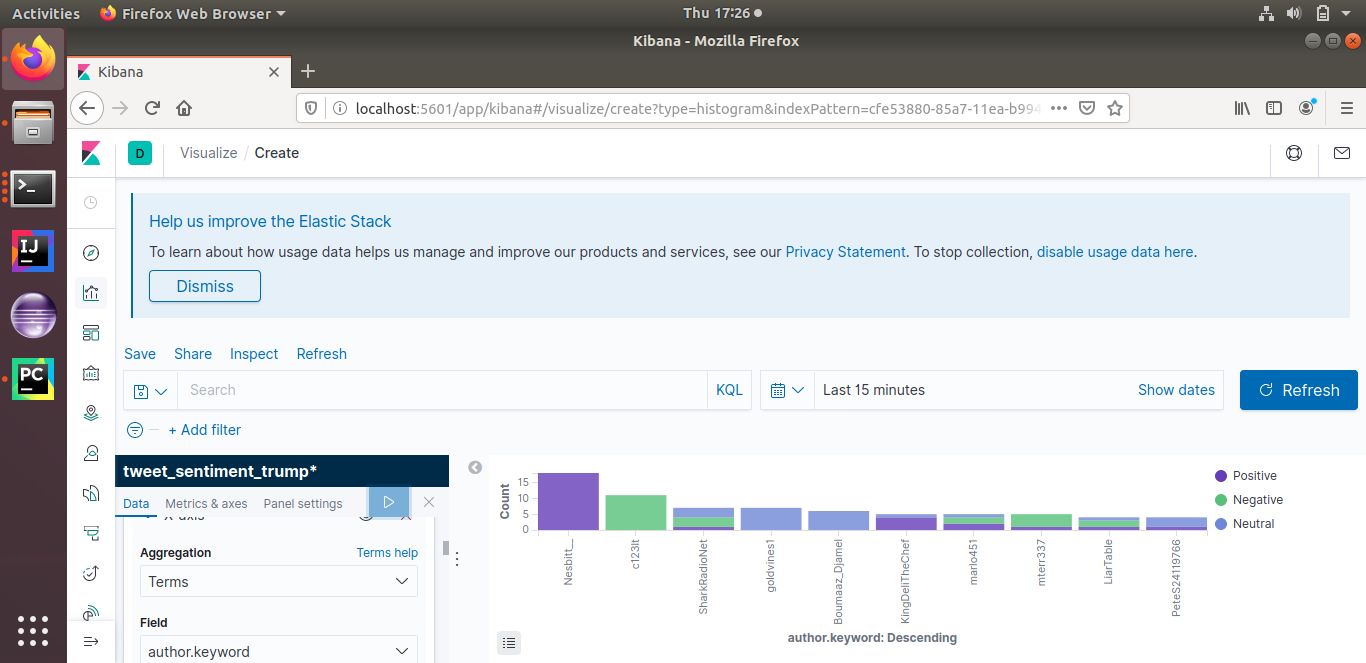 Activities
Firefox Web Browser
Thu 17:26
Kibana - Mozilla Firefox
Kibana
localhost:5601/app/kibana#/visualize/create?type=histogram&indexPattern=cfe53880-85a7-11ea-b994
D
Visualize / Create
Help us improve the Elastic Stack
To learn about how usage data helps us manage and improve our products and services, see our Privacy Statement. To stop collection, disable usage data here.
Dismiss
Save Share Inspect Refresh
Search KQL
Last 15 minutes Show dates
Refresh
+ Add filter
tweet_sentiment_trump*
Data Metrics & axes Panel settings
X-axis
Aggregation Terms help
Terms
Field
author.keyword
Count
15
10
5
0
Nesbitt__
c123lt
SharkRadioNet
goldvines1
Boumaaz_Djamel
KingDeliTheChef
marlo451
mterr337
LiarTable
PeteS24119766
author.keyword: Descending
Positive
Negative
Neutral
IJ
PC